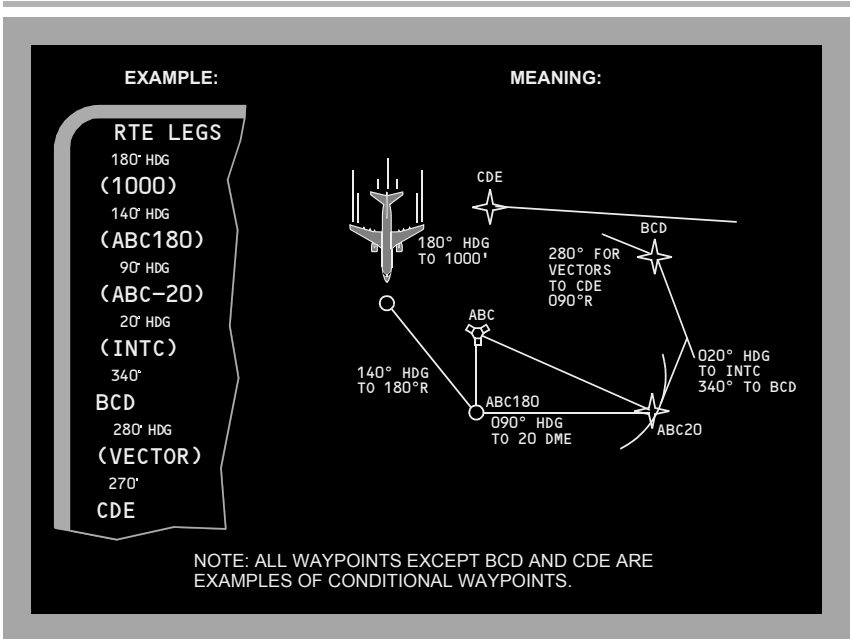 EXAMPLE:
MEANING:
RTE LEGS
180° HDG
(1000)
140° HDG
(ABC180)
90° HDG
(ABC-20)
20° HDG
(INTC)
340°
BCD
280° HDG
(VECTOR)
270°
CDE
CDE
BCD
180° HDG
TO 1000'
280° FOR
VECTORS
TO CDE
090°R
ABC
140° HDG
TO 180°R
020° HDG
TO INTC
340° TO BCD
ABC180
090° HDG
TO 20 DME
ABC20
NOTE: ALL WAYPOINTS EXCEPT BCD AND CDE ARE
EXAMPLES OF CONDITIONAL WAYPOINTS.